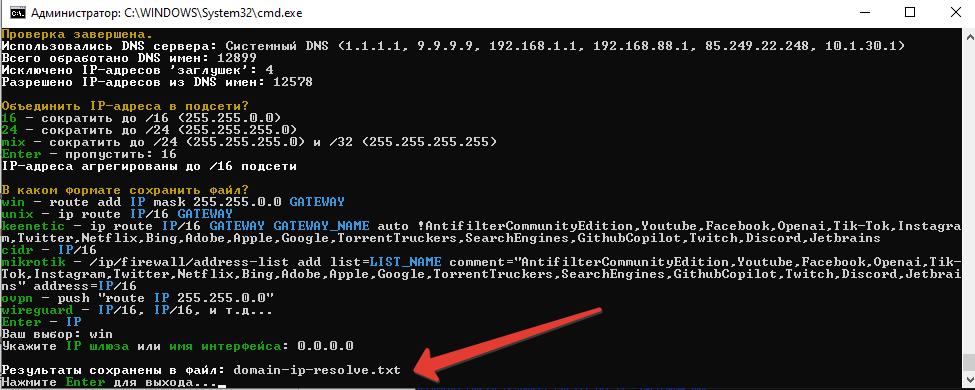 Администратор: C:\WINDOWS\System32\cmd.exe
Проверка завершена.
Использовались DNS сервера: Системный DNS (1.1.1.1, 9.9.9.9, 192.168.1.1, 192.168.88.1, 85.249.22.248, 10.1.30.1)
Всего обработано DNS имен: 12899
Исключено IP-адресов 'заглушек': 4
Разрешено IP-адресов из DNS имен: 12578
Объединить IP-адреса в подсети?
16 - сократить до /16 (255.255.0.0)
24 - сократить до /24 (255.255.255.0)
mix - сократить до /24 (255.255.255.0) и /32 (255.255.255.255)
Enter - пропустить: 16
IP-адреса агрегированы до /16 подсети
В каком формате сохранить файл?
win - route add IP mask 255.255.0.0 GATEWAY
unix - ip route IP/16 GATEWAY
keenetic - ip route IP/16 GATEWAY GATEWAY_NAME auto !AntifilterCommunityEdition,Youtube,Facebook,Openai,Tik-Tok,Instagra
m,Twitter,Netflix,Bing,Adobe,Apple,Google,TorrentTruckers,SearchEngines,GithubCopilot,Twitch,Discord,Jetbrains
cidr - IP/16
mikrotik - /ip/firewall/address-list add list=LIST_NAME comment="AntifilterCommunityEdition,Youtube,Facebook,Openai,Tik-
Tok,Instagram,Twitter,Netflix,Bing,Adobe,Apple,Google,TorrentTruckers,SearchEngines,GithubCopilot,Twitch,Discord,Jetbrai
ns" address=IP/16
ovpn - push "route IP 255.255.0.0"
wireguard - IP/16, IP/16, и т.д...
Enter - IP
Ваш выбор: win
Укажите IP шлюза или имя интерфейса: 0.0.0.0
Результаты сохранены в файл: domain-ip-resolve.txt
Нажмите Enter для выхода...